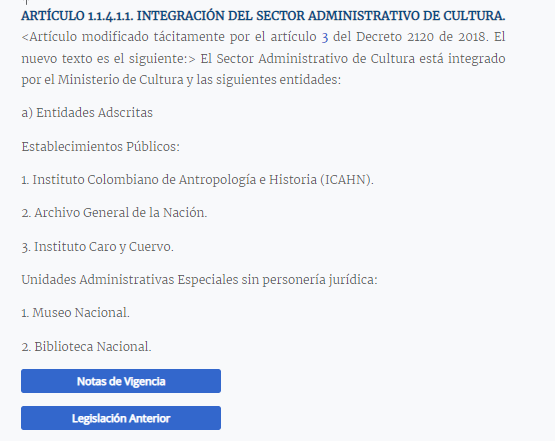 ARTÍCULO 1.1.4.1.1. INTEGRACIÓN DEL SECTOR ADMINISTRATIVO DE CULTURA.
<Artículo modificado tácitamente por el artículo 3 del Decreto 2120 de 2018. El
nuevo texto es el siguiente:> El Sector Administrativo de Cultura está integrado
por el Ministerio de Cultura y las siguientes entidades:
a) Entidades Adscritas
Establecimientos Públicos:
1. Instituto Colombiano de Antropología e Historia (ICAHN).
2. Archivo General de la Nación.
3. Instituto Caro y Cuervo.
Unidades Administrativas Especiales sin personería jurídica:
1. Museo Nacional.
2. Biblioteca Nacional.
Notas de Vigencia
Legislación Anterior